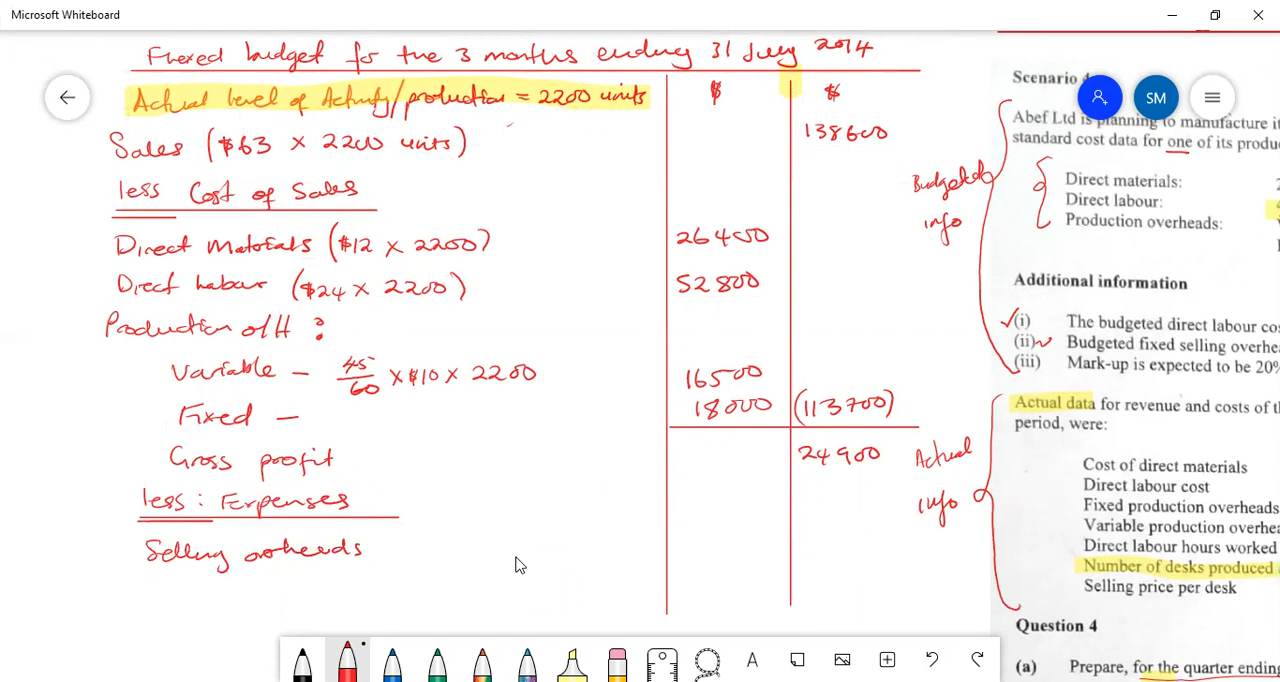 Microsoft Whiteboard
Flexed budget for the 3 months ending 31 July 2014
Actual level of Activity/production = 2200 units
$
$
Sales ($63 × 2200 units)
138600
less Cost of Sales
Direct Materials ($12 × 2200)
26400
Direct Labour ($24 × 2200)
52800
Production o/H :
Variable - 45/60 × $10 × 2200
16500
Fixed -
18000
(113700)
Gross profit
24900
less: Expenses
Selling overheads
Budgeted
info
Actual
info
SM
Scenario
Abef Ltd is planning to manufacture it
standard cost data for one of its produ
Direct materials:
Direct labour:
Production overheads:
Additional information
(i) The budgeted direct labour cos
(ii) Budgeted fixed selling overhe
(iii) Mark-up is expected to be 20%
Actual data for revenue and costs of th
period, were:
Cost of direct materials
Direct labour cost
Fixed production overheads
Variable production overhea
Direct labour hours worked
Number of desks produced
Selling price per desk
Question 4
(a) Prepare, for the quarter ending
A